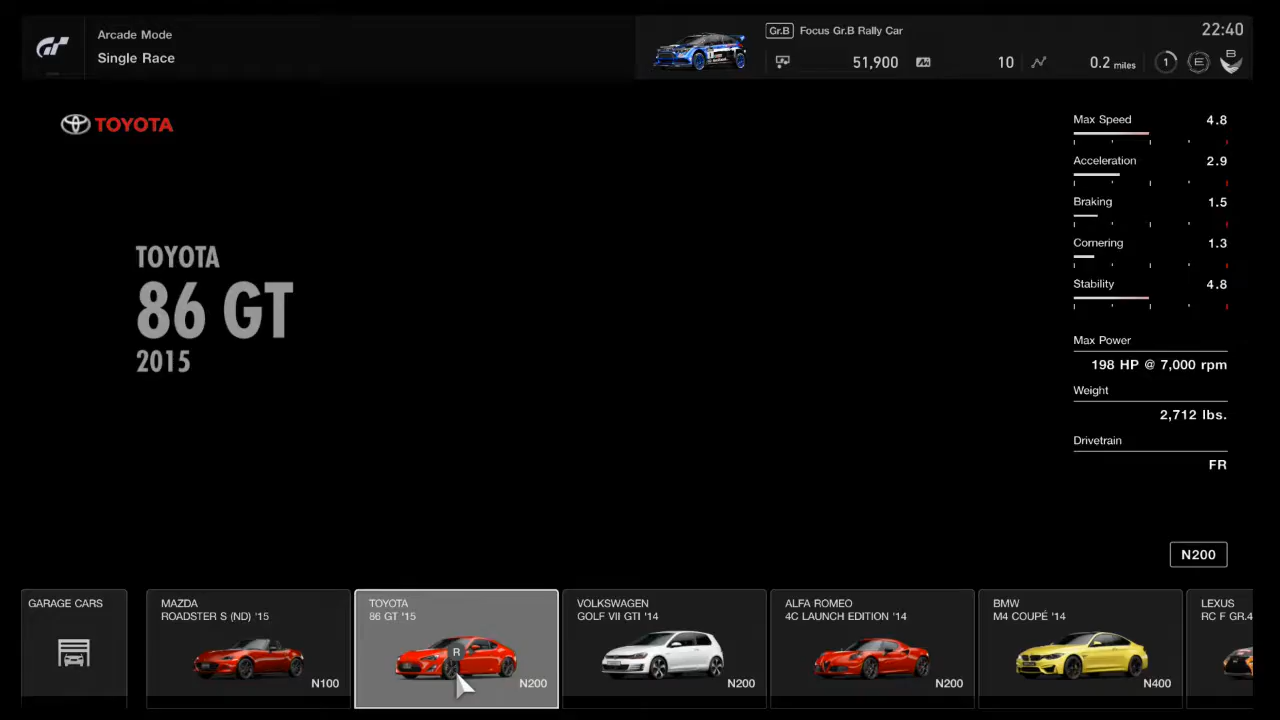 Arcade Mode
Single Race
Gr.B Focus Gr.B Rally Car
51,900
10
0.2 miles
1
E
B
22:40
TOYOTA
TOYOTA
86 GT
2015
Max Speed 4.8
Acceleration 2.9
Braking 1.5
Cornering 1.3
Stability 4.8
Max Power
198 HP @ 7,000 rpm
Weight
2,712 lbs.
Drivetrain
FR
N200
GARAGE CARS
MAZDA
ROADSTER S (ND) '15
N100
TOYOTA
86 GT '15
R
N200
VOLKSWAGEN
GOLF VII GTI '14
N200
ALFA ROMEO
4C LAUNCH EDITION '14
N200
BMW
M4 COUPÉ '14
N400
LEXUS
RC F GR.4